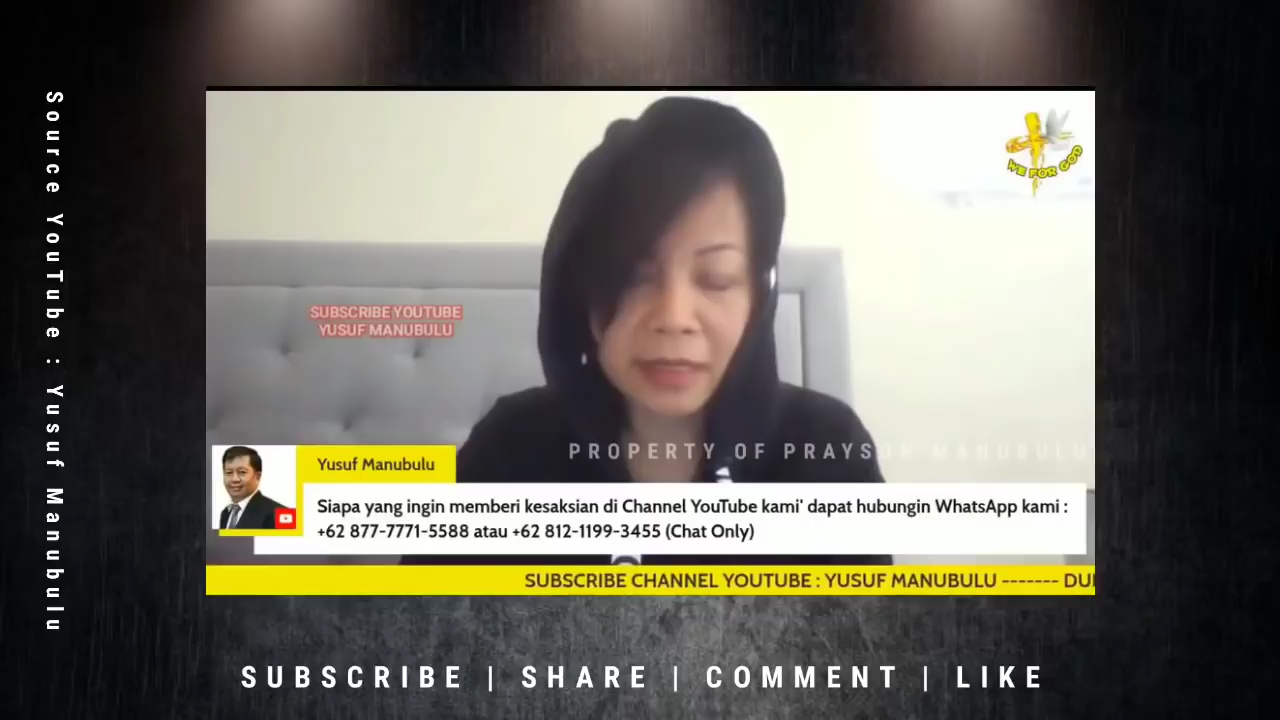 Source YouTube : Yusuf Manubulu
WE FOR GOD
SUBSCRIBE YOUTUBE
YUSUF MANUBULU
PROPERTY OF PRAYSON MANUBULU
Yusuf Manubulu
Siapa yang ingin memberi kesaksian di Channel YouTube kami' dapat hubungin WhatsApp kami :
+62 877-7771-5588 atau +62 812-1199-3455 (Chat Only)
SUBSCRIBE CHANNEL YOUTUBE : YUSUF MANUBULU -------
SUBSCRIBE | SHARE | COMMENT | LIKE